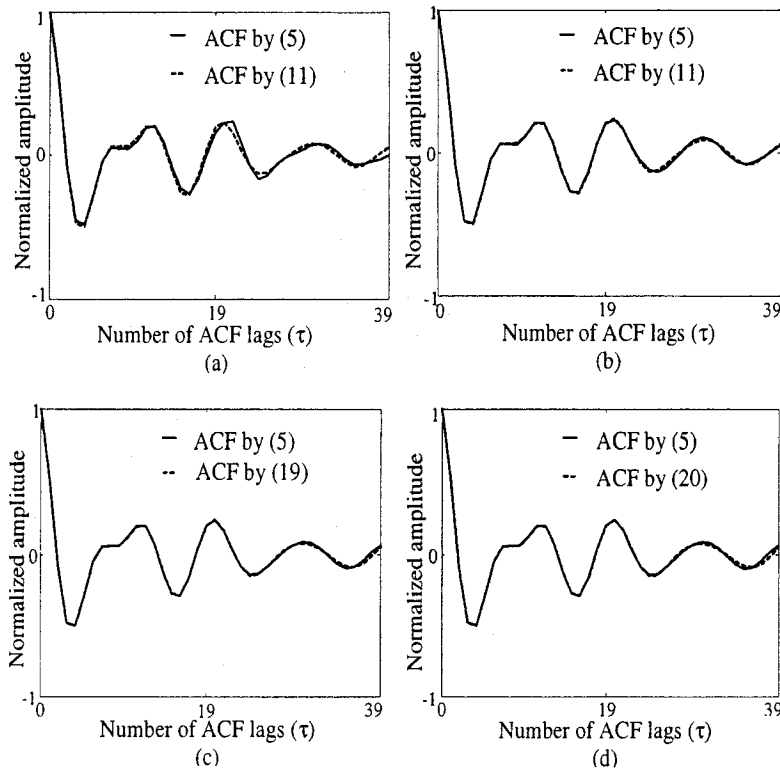 1
ACF by (5)
ACF by (11)
Normalized amplitude
0
-1
0
19
39
Number of ACF lags (τ)
(a)
1
ACF by (5)
ACF by (11)
Normalized amplitude
0
-1
0
19
39
Number of ACF lags (τ)
(b)
1
ACF by (5)
ACF by (19)
Normalized amplitude
0
-1
0
19
39
Number of ACF lags (τ)
(c)
1
ACF by (5)
ACF by (20)
Normalized amplitude
0
-1
0
19
39
Number of ACF lags (τ)
(d)